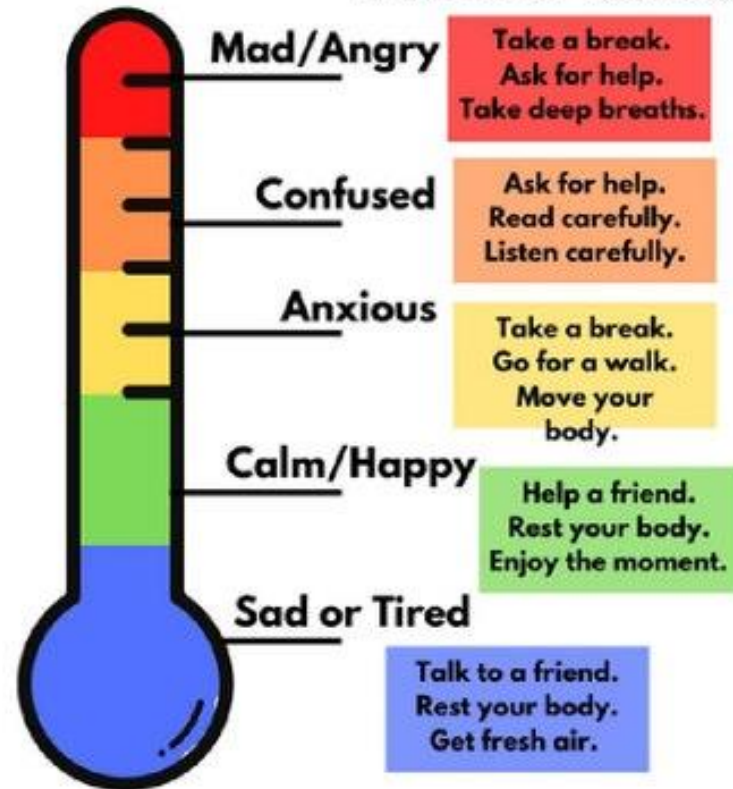 Mad/Angry
Take a break.
Ask for help.
Take deep breaths.
Confused
Ask for help.
Read carefully.
Listen carefully.
Anxious
Take a break.
Go for a walk.
Move your
body.
Calm/Happy
Help a friend.
Rest your body.
Enjoy the moment.
Sad or Tired
Talk to a friend.
Rest your body.
Get fresh air.